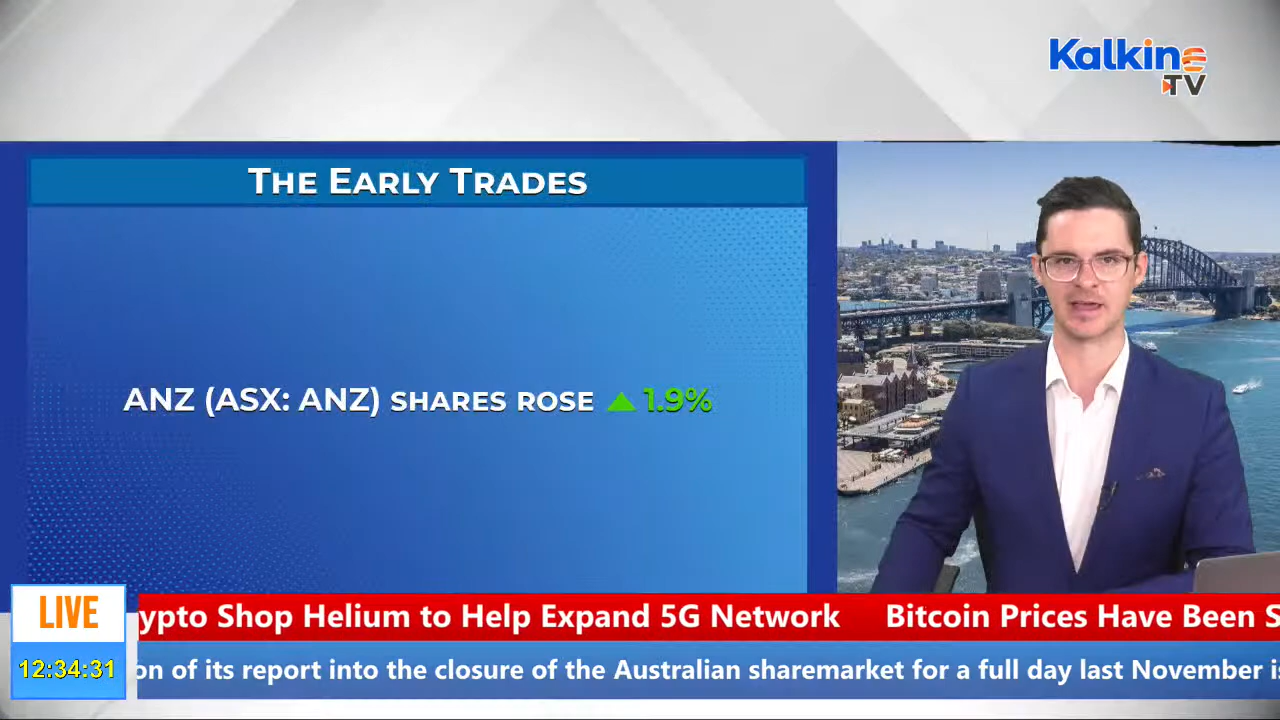 Kalkine
TV
THE EARLY TRADES
ANZ (ASX: ANZ) SHARES ROSE ▲ 1.9%
LIVE
12:34:31
ypto Shop Helium to Help Expand 5G Network Bitcoin Prices Have Been S
on of its report into the closure of the Australian sharemarket for a full day last November is